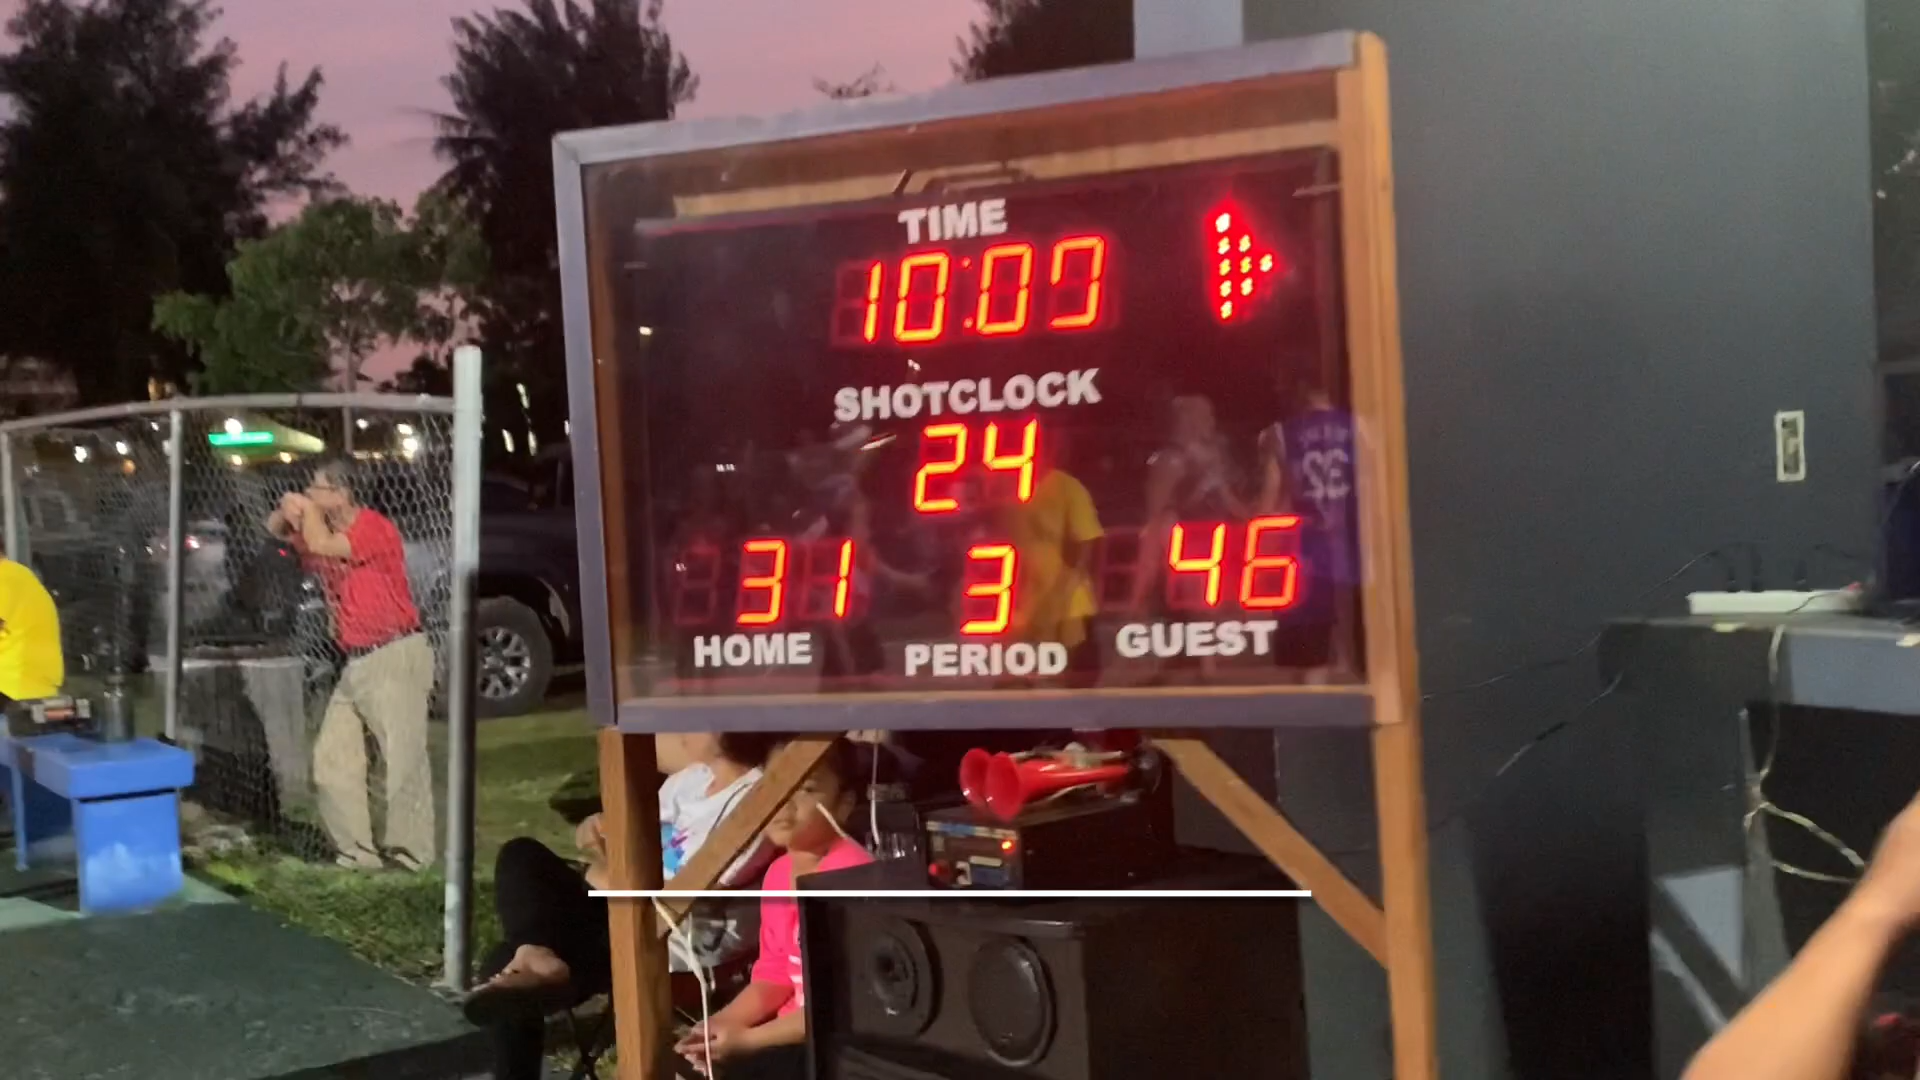 TIME
10:00
SHOTCLOCK
24
31 3 46
HOME PERIOD GUEST